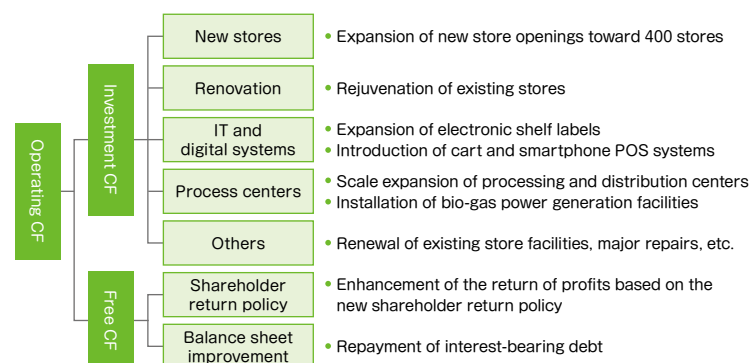 Operating CF
Investment CF
New stores
• Expansion of new store openings toward 400 stores
Renovation
• Rejuvenation of existing stores
IT and
digital systems
• Expansion of electronic shelf labels
• Introduction of cart and smartphone POS systems
Process centers
• Scale expansion of processing and distribution centers
• Installation of bio-gas power generation facilities
Others
• Renewal of existing store facilities, major repairs, etc.
Free CF
Shareholder
return policy
• Enhancement of the return of profits based on the
new shareholder return policy
Balance sheet
improvement
• Repayment of interest-bearing debt